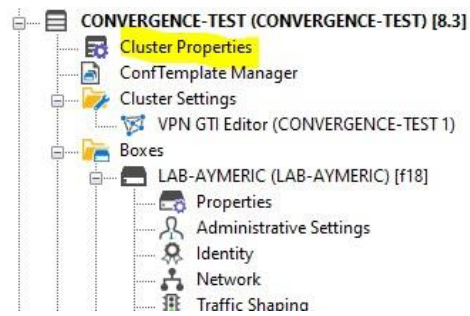 CONVERGENCE-TEST (CONVERGENCE-TEST) [8.3]
Cluster Properties
ConfTemplate Manager
Cluster Settings
VPN GTI Editor (CONVERGENCE-TEST 1)
Boxes
LAB-AYMERIC (LAB-AYMERIC) [f18]
Properties
Administrative Settings
Identity
Network
Traffic Shaping